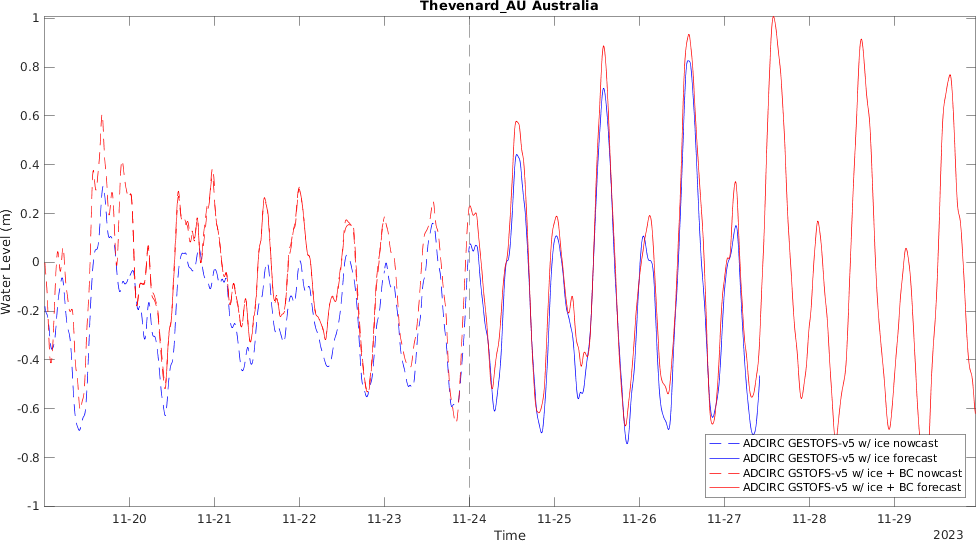 Thevenard_AU Australia
Water Level (m)
1
0.8
0.6
0.4
0.2
0
-0.2
-0.4
-0.6
-0.8
-1
ADCIRC GESTOFS-v5 w/ ice nowcast
ADCIRC GESTOFS-v5 w/ ice forecast
ADCIRC GSTOFS-v5 w/ ice + BC nowcast
ADCIRC GSTOFS-v5 w/ ice + BC forecast
11-20 11-21 11-22 11-23 11-24 11-25 11-26 11-27 11-28 11-29
Time
2023